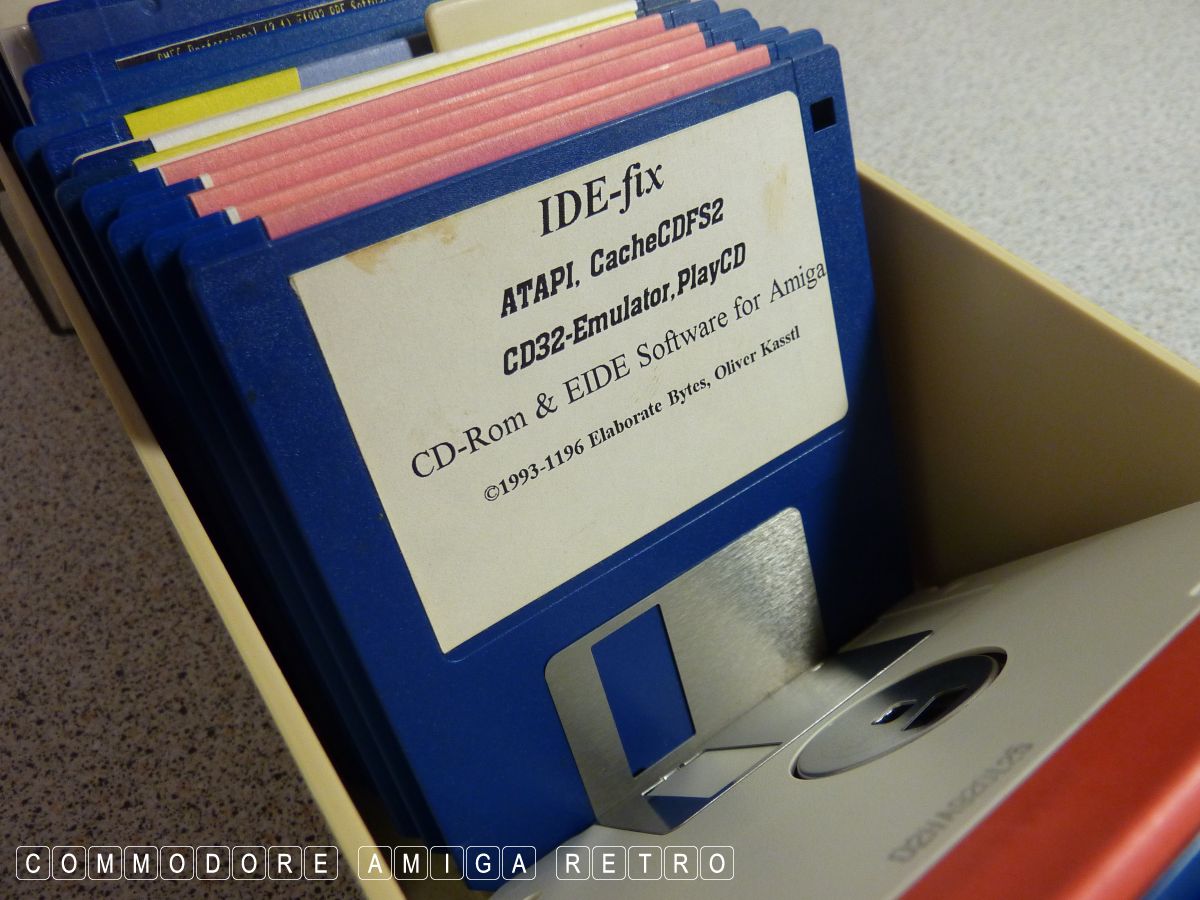 IDE-fix
ATAPI, CacheCDFS2
CD32-Emulator,PlayCD
CD-Rom & EIDE Software for Amiga
©1993-1196 Elaborate Bytes, Oliver Kasstl
COMMODORE AMIGA RETRO